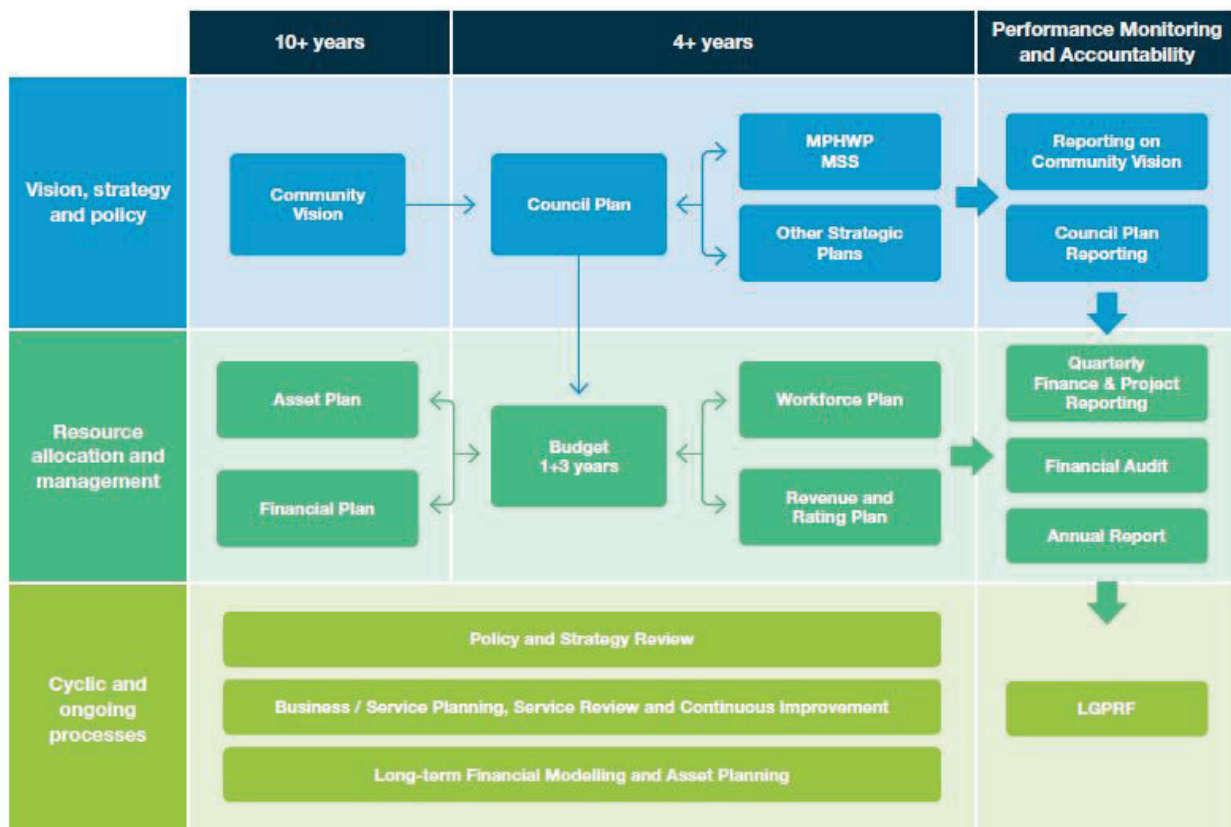 10+ years
4+ years
Performance Monitoring
and Accountability
Vision, strategy
and policy
Community
Vision
Council Plan
MPHWP
MSS
Other Strategic
Plans
Reporting on
Community Vision
Council Plan
Reporting
Resource
allocation and
management
Asset Plan
Financial Plan
Budget
1+3 years
Workforce Plan
Revenue and
Rating Plan
Quarterly
Finance & Project
Reporting
Financial Audit
Annual Report
Cyclic and
ongoing
processes
Policy and Strategy Review
Business / Service Planning, Service Review and Continuous Improvement
Long-term Financial Modelling and Asset Planning
LGPRF